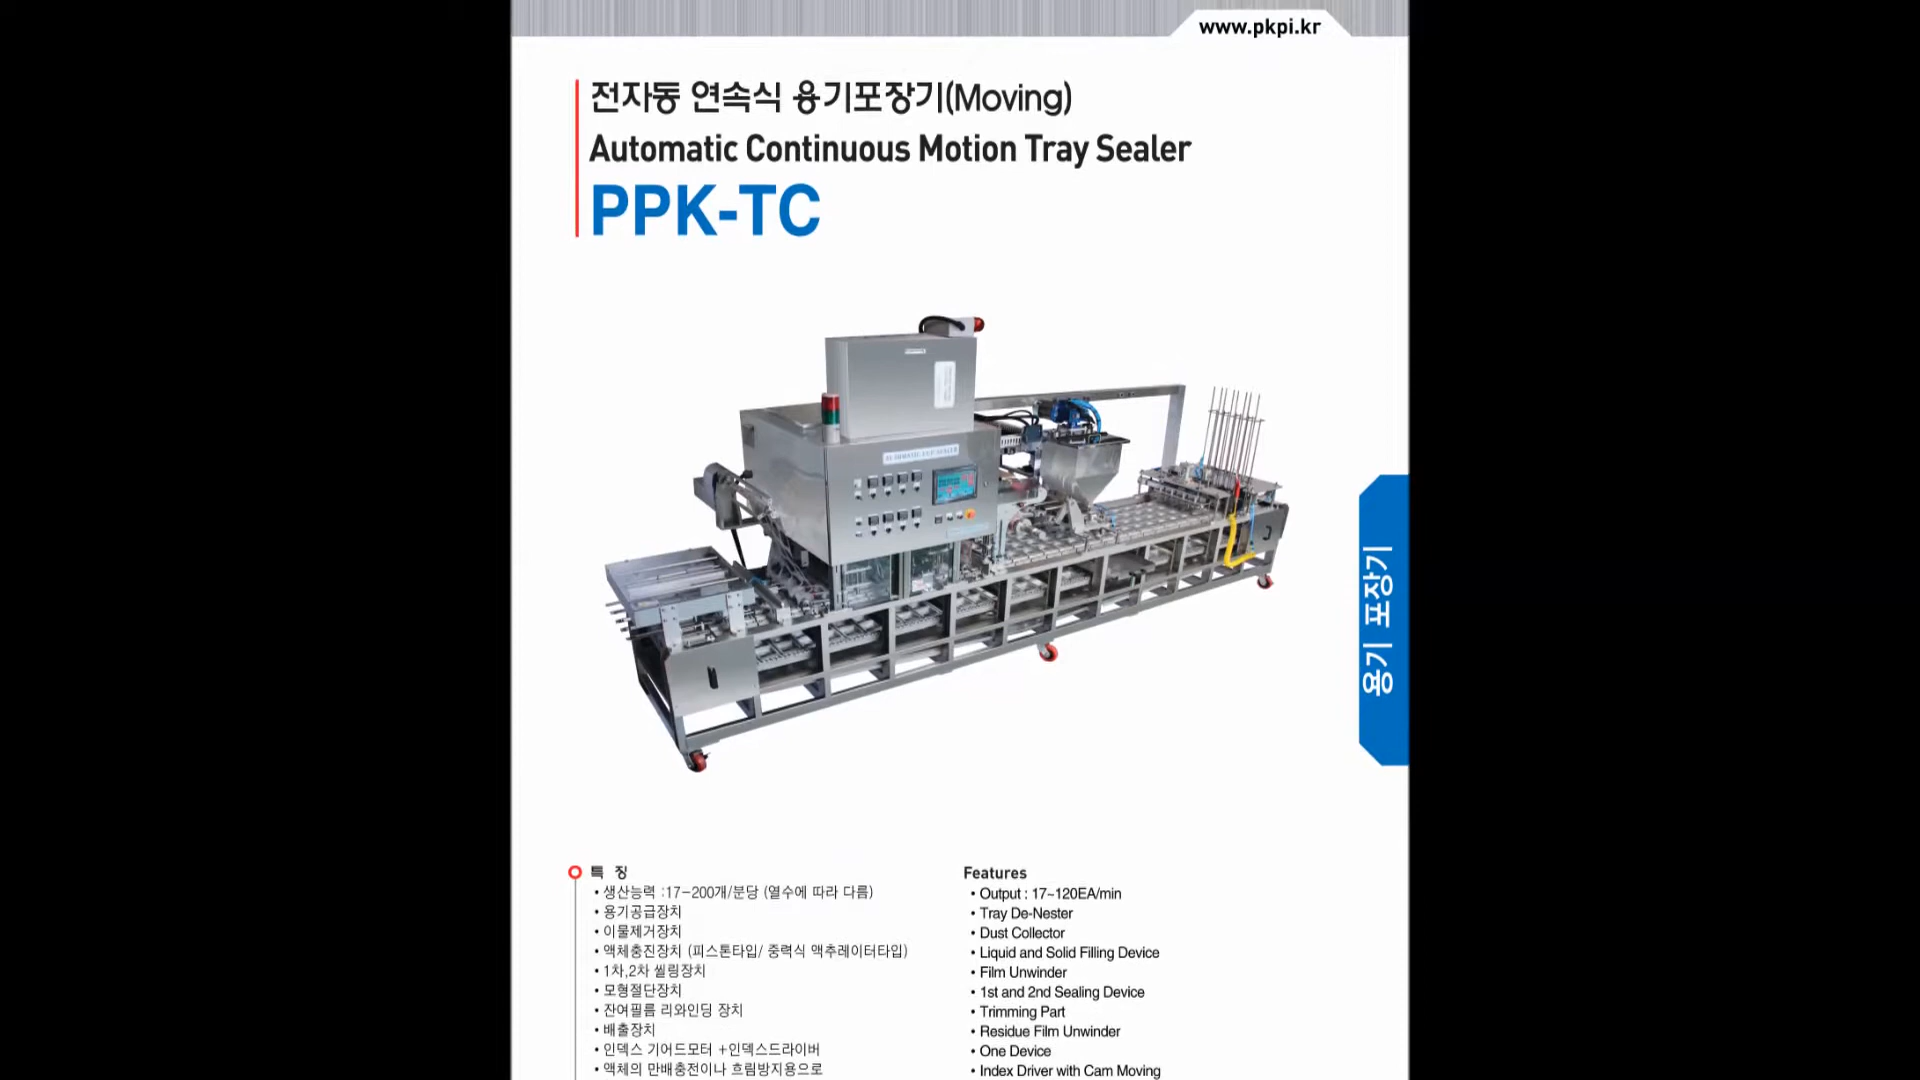 www.pkpi.kr
전자동 연속식 용기포장기(Moving)
Automatic Continuous Motion Tray Sealer
PPK-TC
AUTOMATIC CUP SEALER
용기 포장기
특 징
• 생산능력 :17-200개/분당 (열수에 따라 다름)
• 용기공급장치
• 이물제거장치
• 액체충진장치 (피스톤타입/ 중력식 액추레이터타입)
• 1차,2차 씰링장치
• 모형절단장치
• 잔여필름 리와인딩 장치
• 배출장치
• 인덱스 기어드모터 +인덱스드라이버
• 액체의 만배충전이나 흐림방지용으로
Features
• Output : 17~120EA/min
• Tray De-Nester
• Dust Collector
• Liquid and Solid Filling Device
• Film Unwinder
• 1st and 2nd Sealing Device
• Trimming Part
• Residue Film Unwinder
• One Device
• Index Driver with Cam Moving